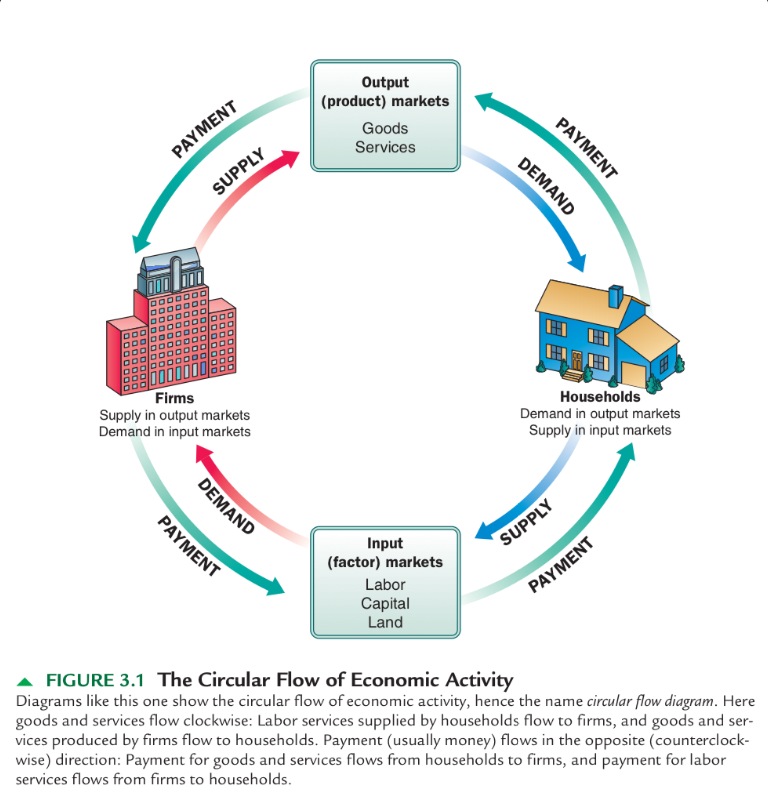 Output
(product) markets
Goods
Services
PAYMENT
SUPPLY
PAYMENT
DEMAND
Firms
Supply in output markets
Demand in input markets
Households
Demand in output markets
Supply in input markets
DEMAND
PAYMENT
SUPPLY
PAYMENT
Input
(factor) markets
Labor
Capital
Land
▲ FIGURE 3.1 The Circular Flow of Economic Activity
Diagrams like this one show the circular flow of economic activity, hence the name circular flow diagram. Here
goods and services flow clockwise: Labor services supplied by households flow to firms, and goods and ser-
vices produced by firms flow to households. Payment (usually money) flows in the opposite (counterclock-
wise) direction: Payment for goods and services flows from households to firms, and payment for labor
services flows from firms to households.